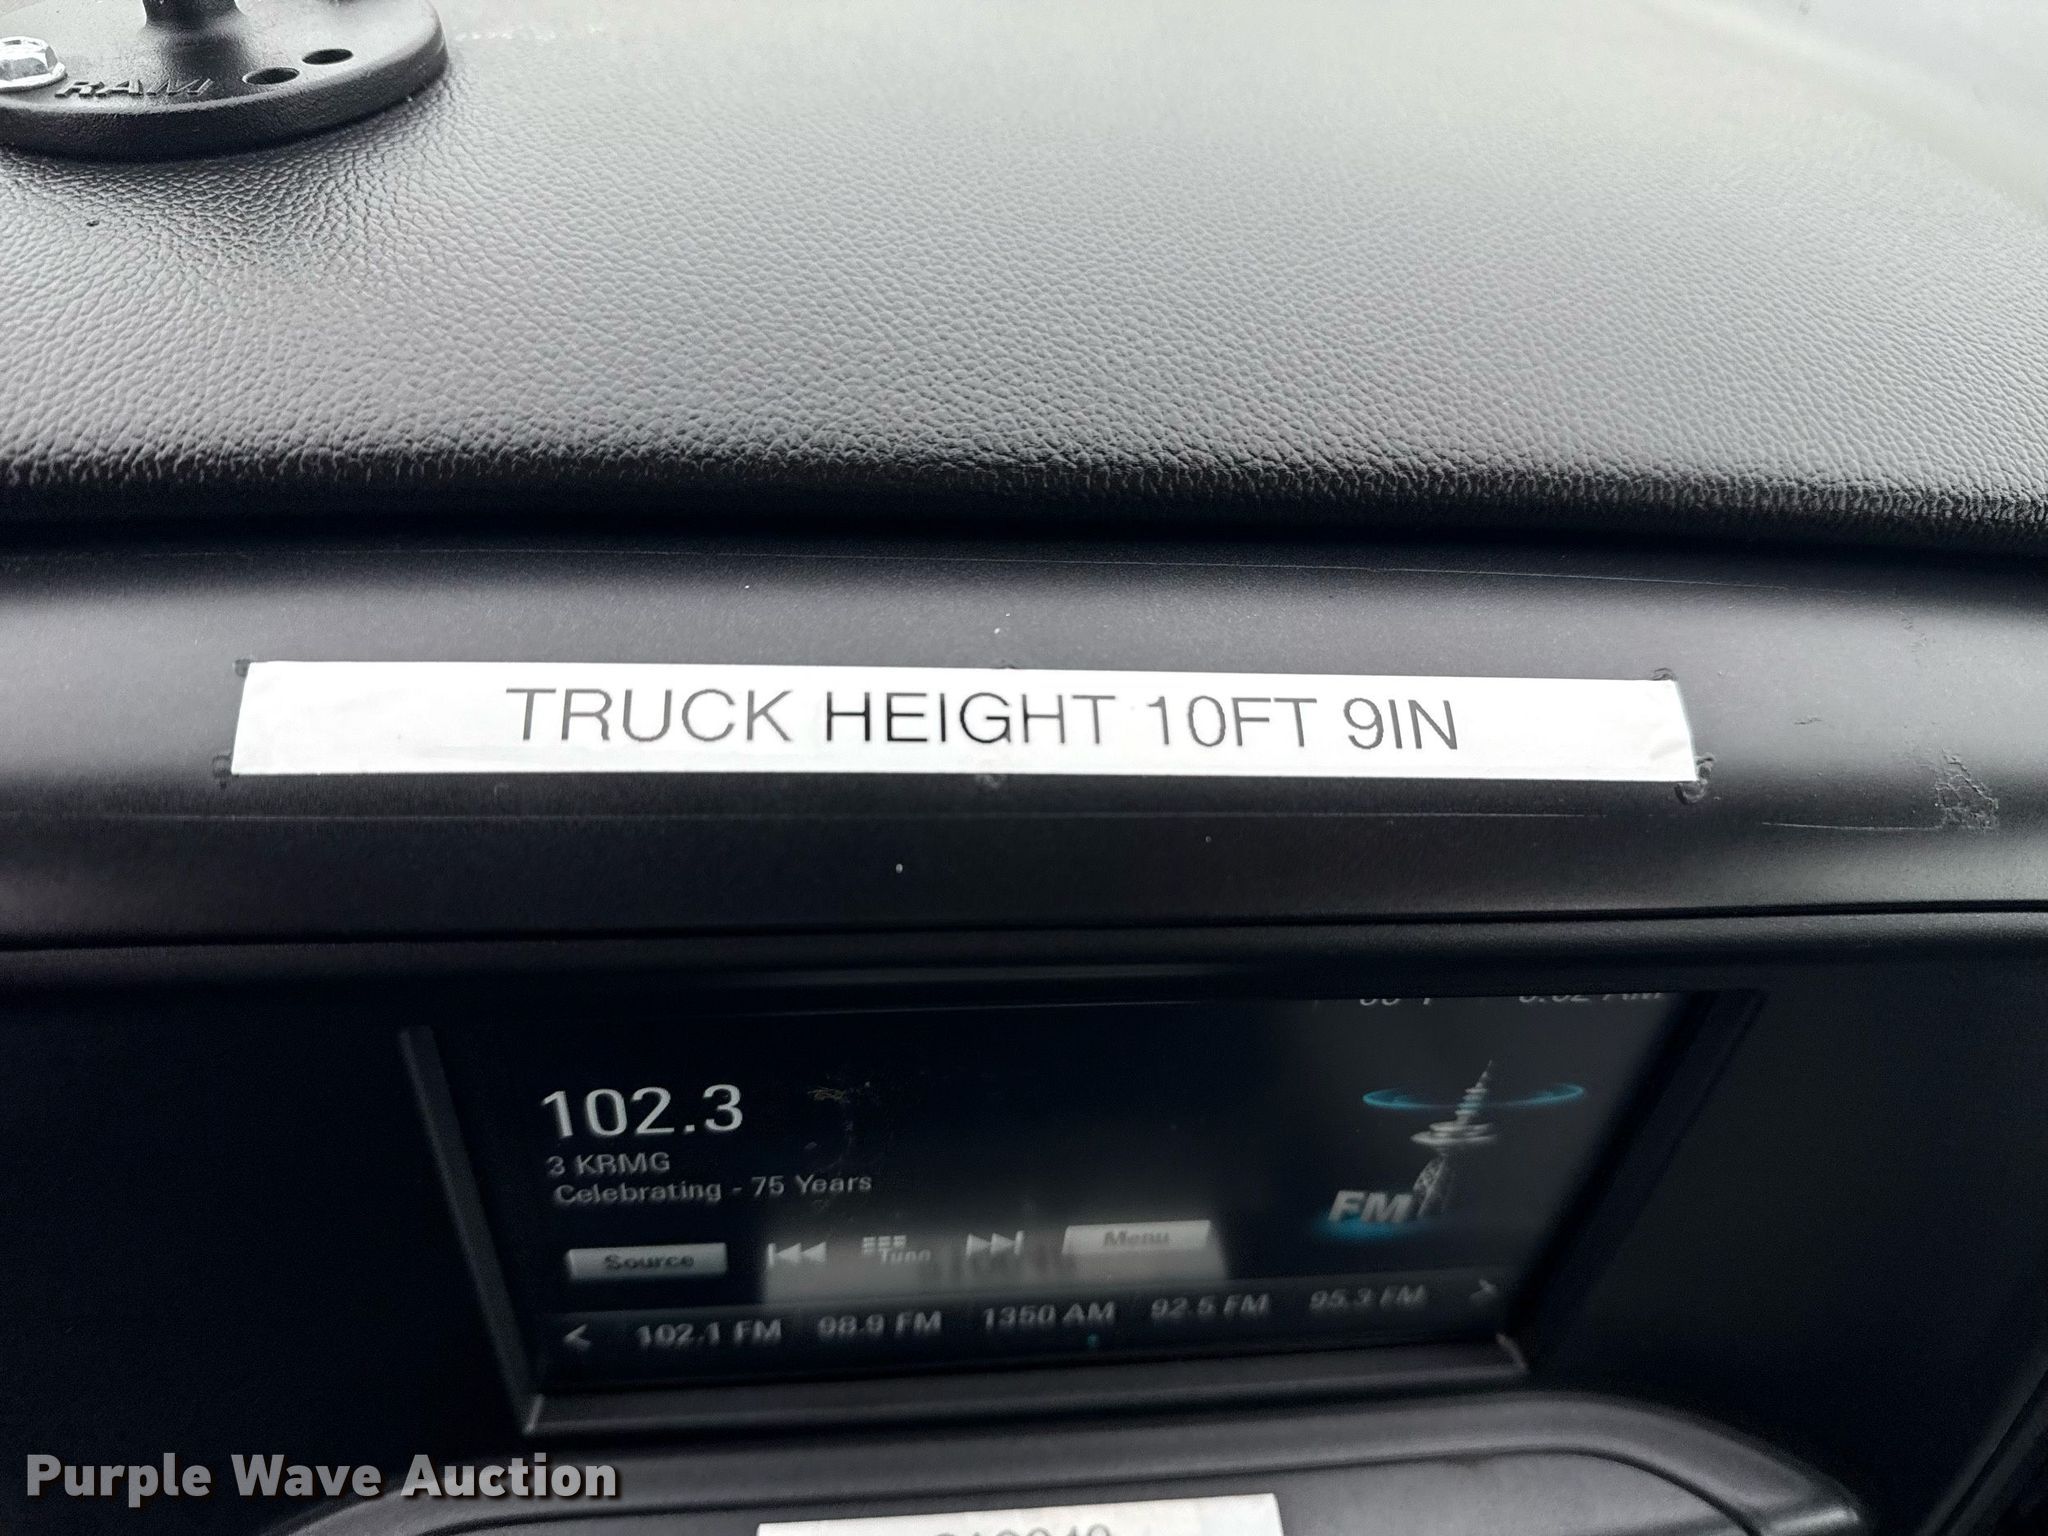 RAM
TRUCK HEIGHT 10FT 9IN
102.3
3 KRMG
Celebrating - 75 Years
FM
Source
Tune
Menu
< 102.1 FM 98.9 FM 1350 AM 92.5 FM 95.3 FM >
Purple Wave Auction